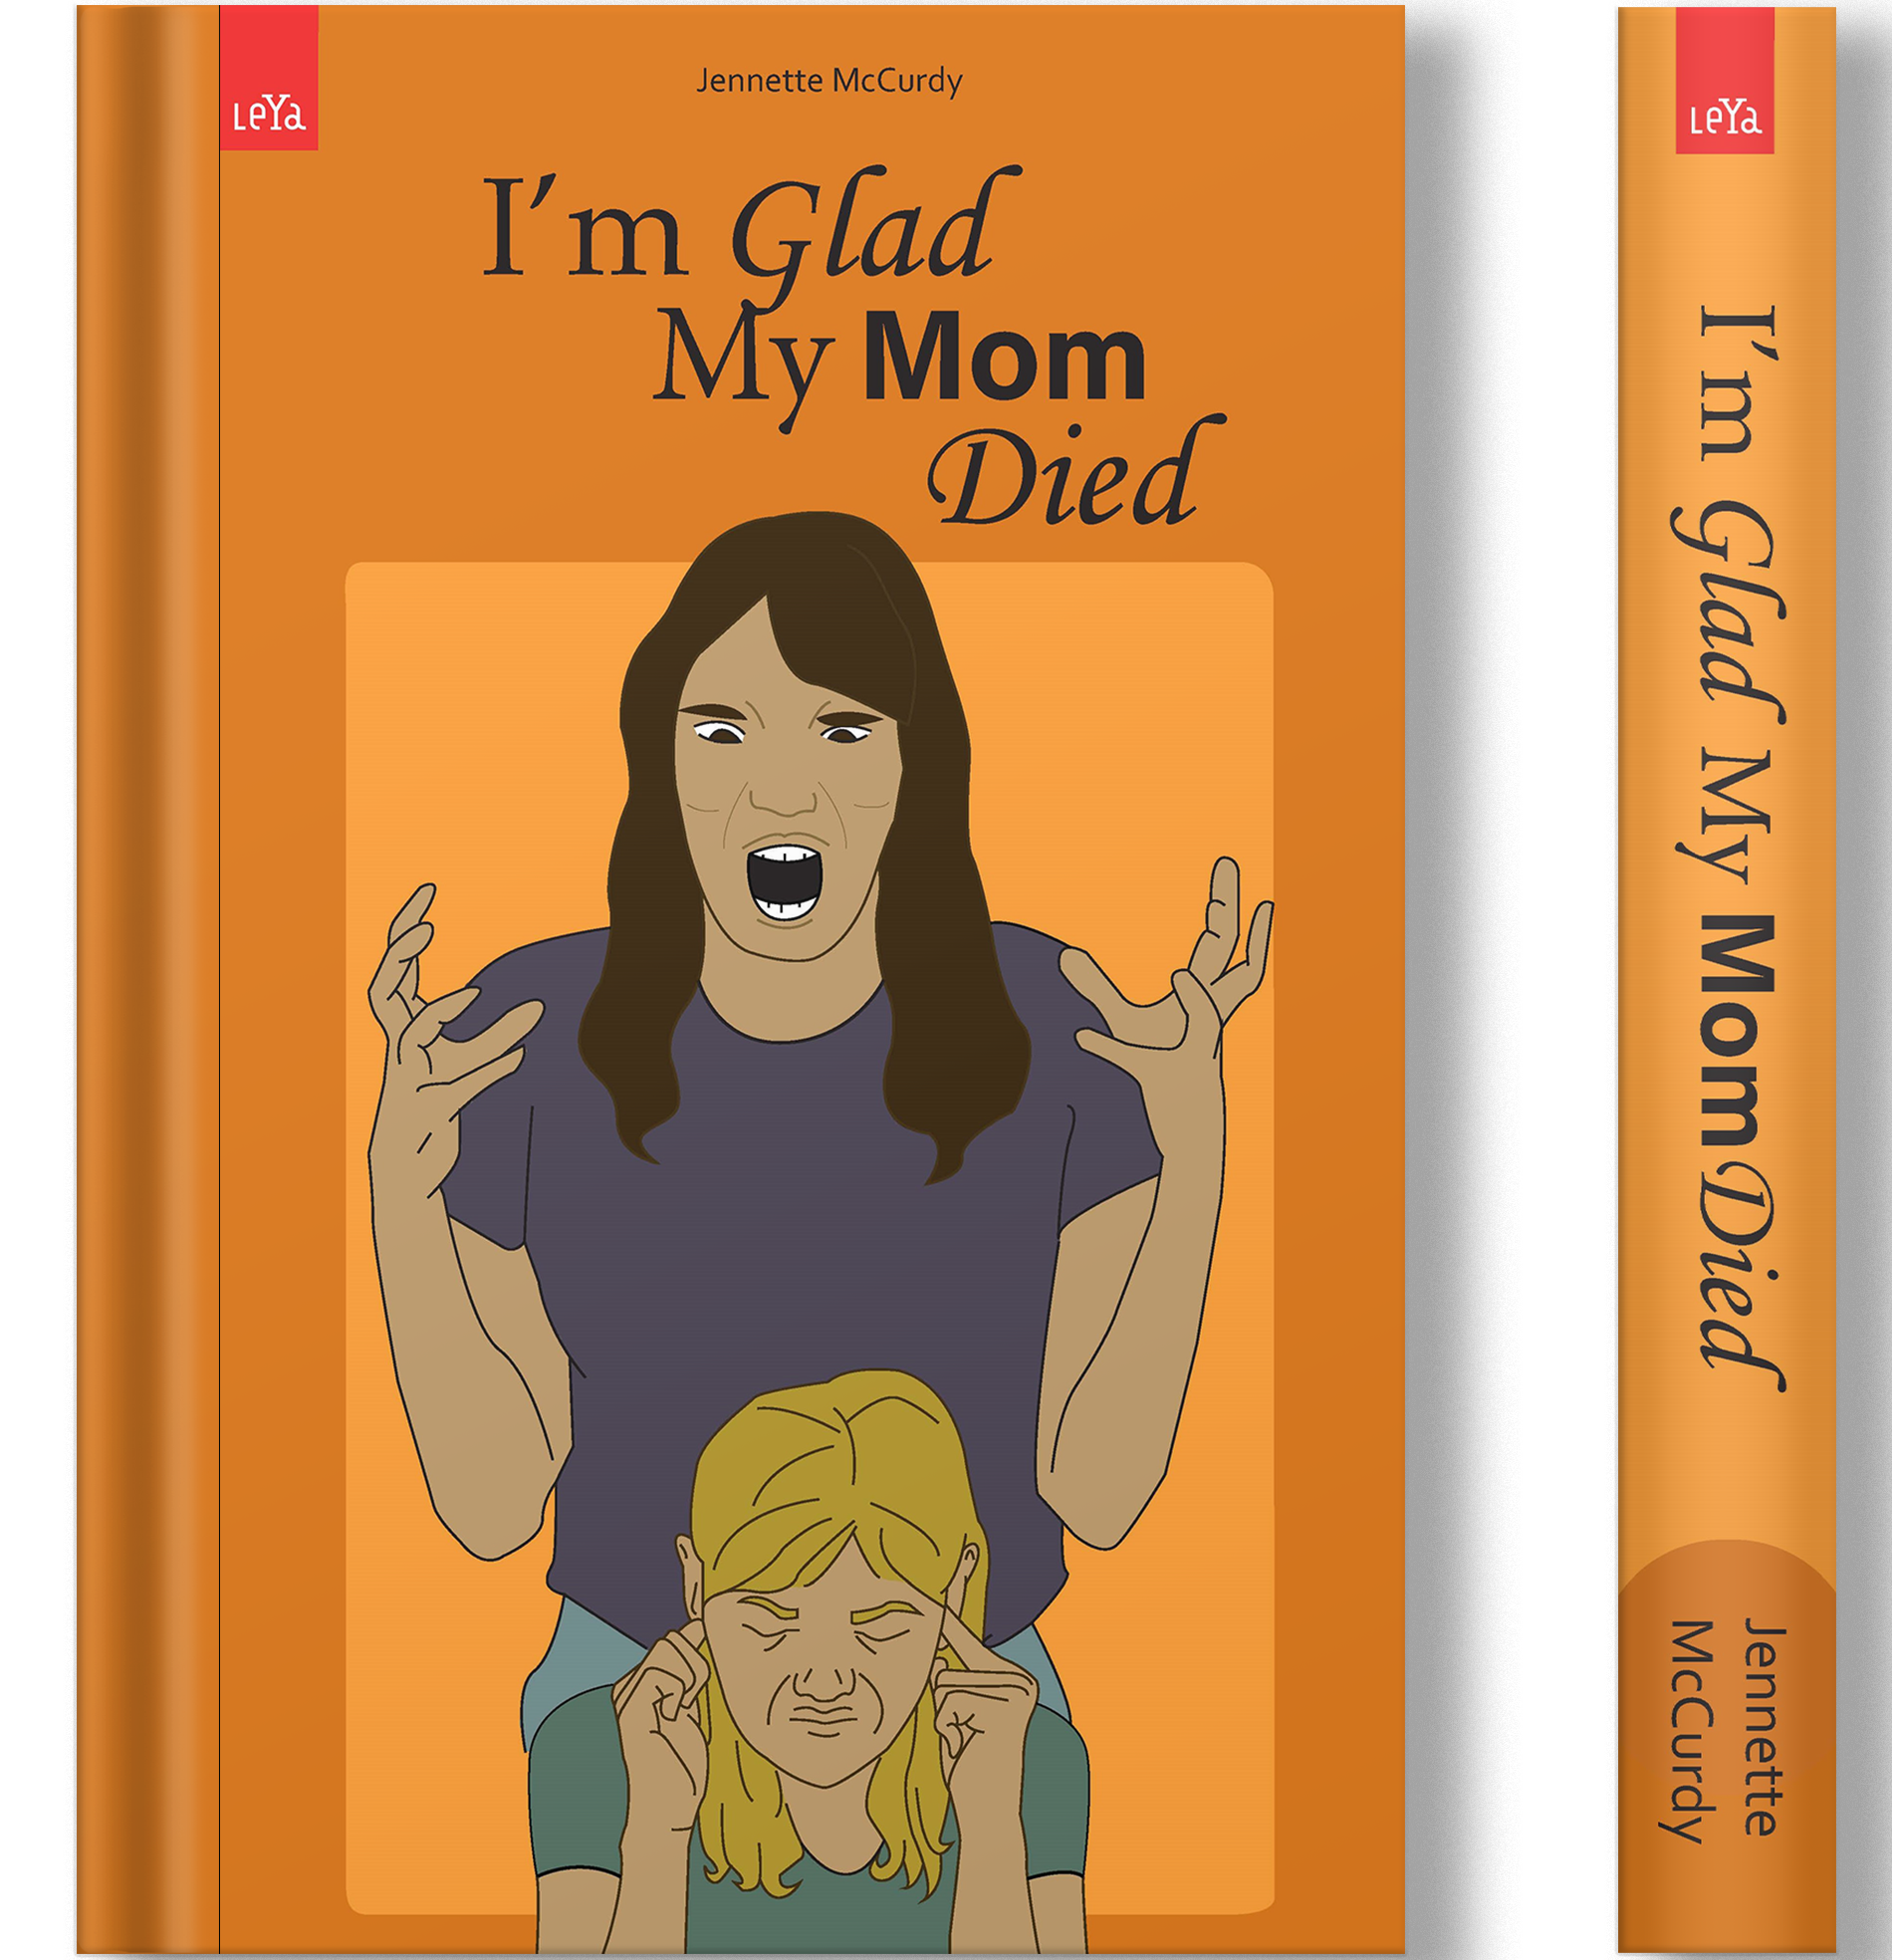 LeYa
Jennette McCurdy
I'm Glad
My Mom
Died
LeYa
I'm Glad My Mom Died
Jennette
McCurdy